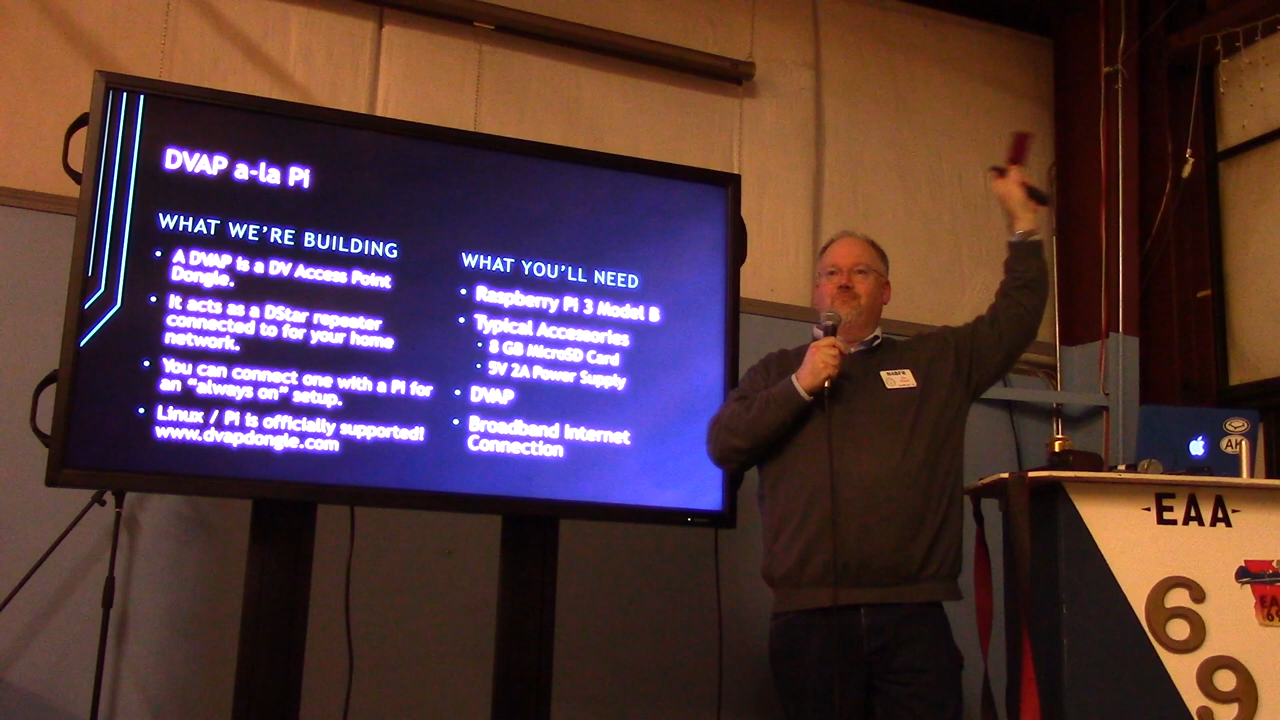 DVAP a-la Pi
WHAT WE'RE BUILDING
• A DVAP is a DV Access Point
Dongle.
• It acts as a DStar repeater
connected to for your home
network.
• You can connect one with a Pi for
an “always on” setup.
• Linux / Pi is officially supported!
www.dvapdongle.com
WHAT YOU'LL NEED
• Raspberry Pi 3 Model B
• Typical Accessories
• 8 GB MicroSD Card
• 5V 2A Power Supply
• DVAP
• Broadband Internet
Connection
AK
-EAA-
69